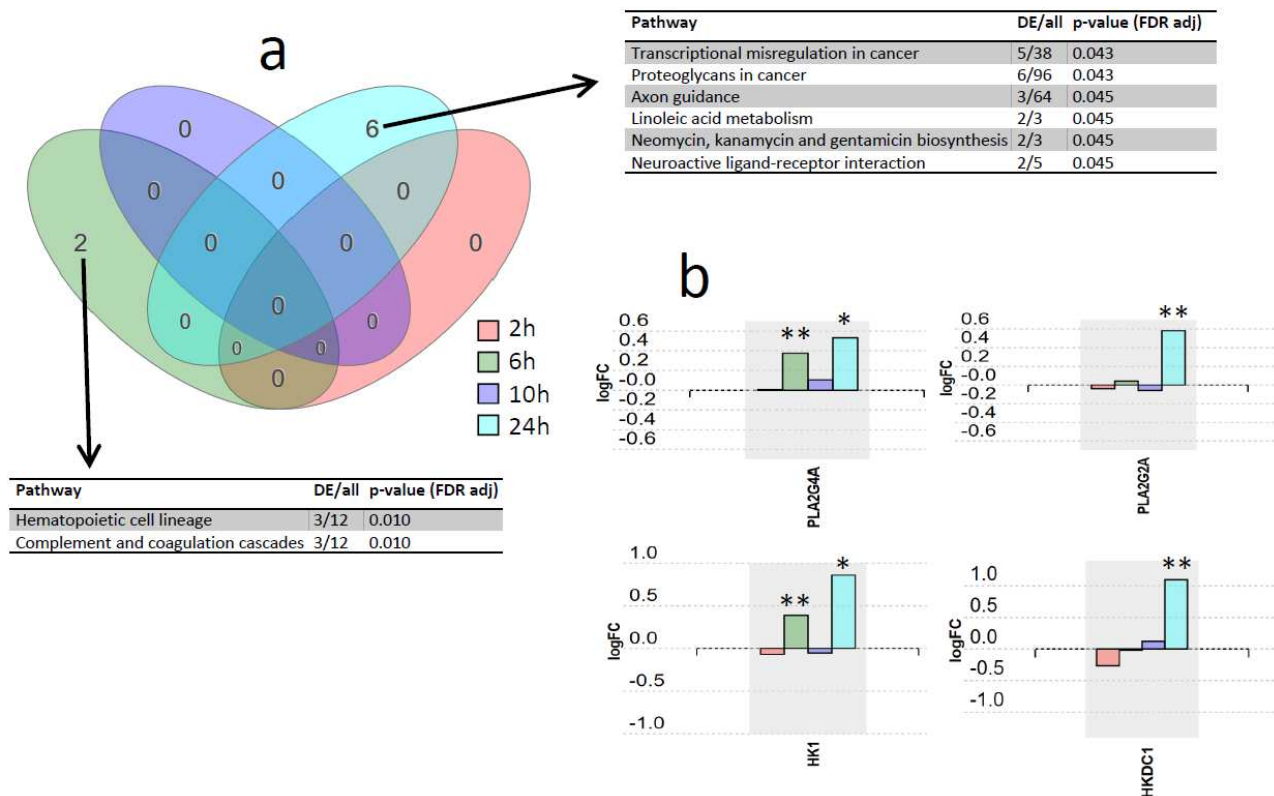 a
0
6
0
0
0
2
0
0
0
0
0
0
0
0
0
2h
6h
10h
24h
Pathway DE/all p-value (FDR adj)
Transcriptional misregulation in cancer 5/38 0.043
Proteoglycans in cancer 6/96 0.043
Axon guidance 3/64 0.045
Linoleic acid metabolism 2/3 0.045
Neomycin, kanamycin and gentamicin biosynthesis 2/3 0.045
Neuroactive ligand-receptor interaction 2/5 0.045
Pathway DE/all p-value (FDR adj)
Hematopoietic cell lineage 3/12 0.010
Complement and coagulation cascades 3/12 0.010
b
logFC
0.6
0.4
0.2
-0.0
-0.2
-0.4
-0.6
** *
PLA2G4A
logFC
0.6
0.4
0.2
-0.0
-0.2
-0.4
-0.6
**
PLA2G2A
logFC
1.0
0.5
0.0
-0.5
-1.0
** *
HK1
logFC
1.0
0.5
0.0
-0.5
-1.0
**
HKDC1